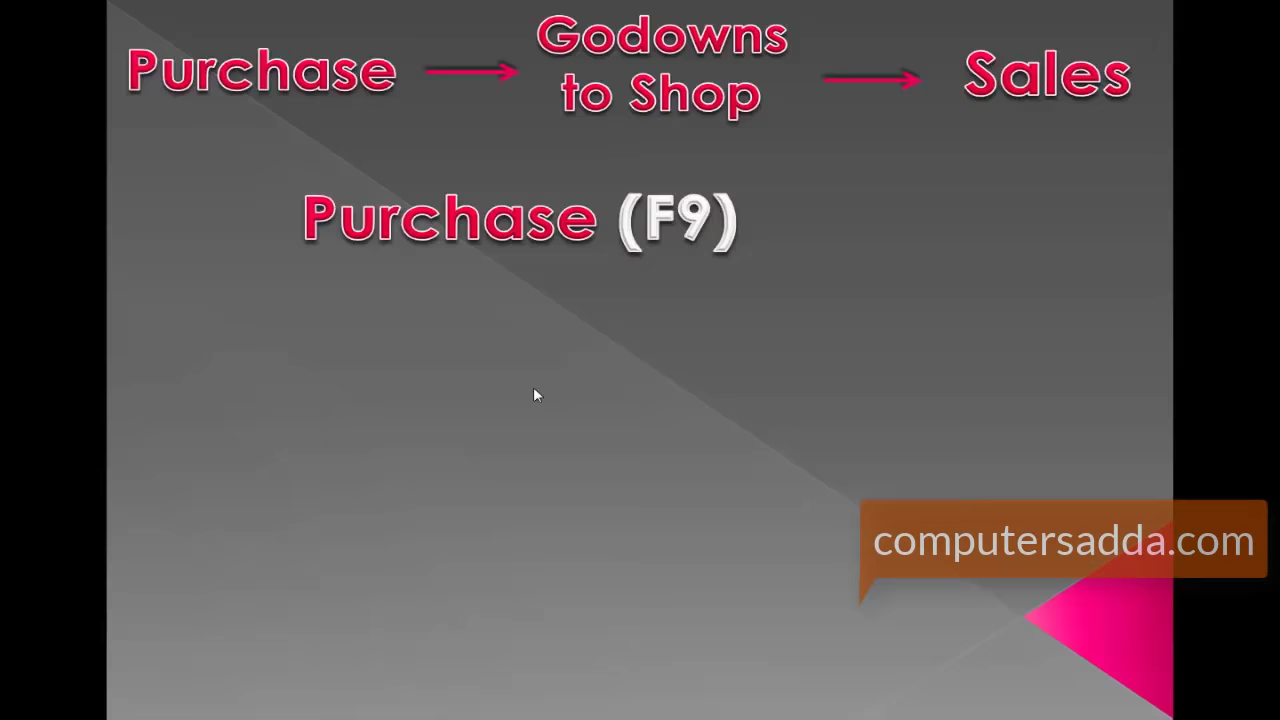 Purchase
Godowns
to Shop
Sales
Purchase (F9)
computersadda.com